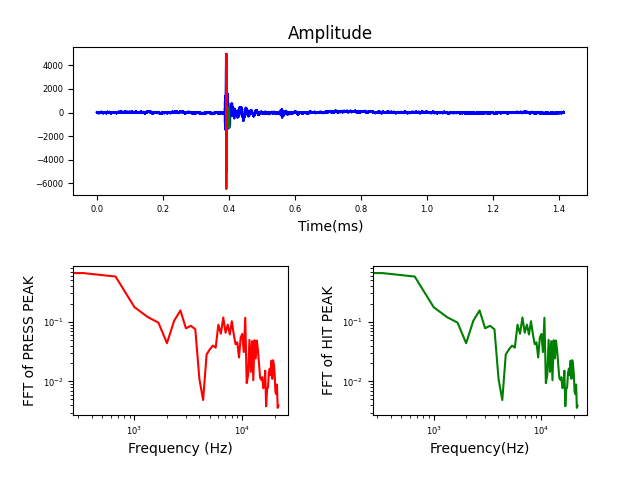 Amplitude
4000
2000
0
−2000
−4000
−6000
0.0 0.2 0.4 0.6 0.8 1.0 1.2 1.4
Time(ms)
FFT of PRESS PEAK
10⁻¹
10⁻²
10³ 10⁴
Frequency (Hz)
FFT of HIT PEAK
10⁻¹
10⁻²
10³ 10⁴
Frequency(Hz)